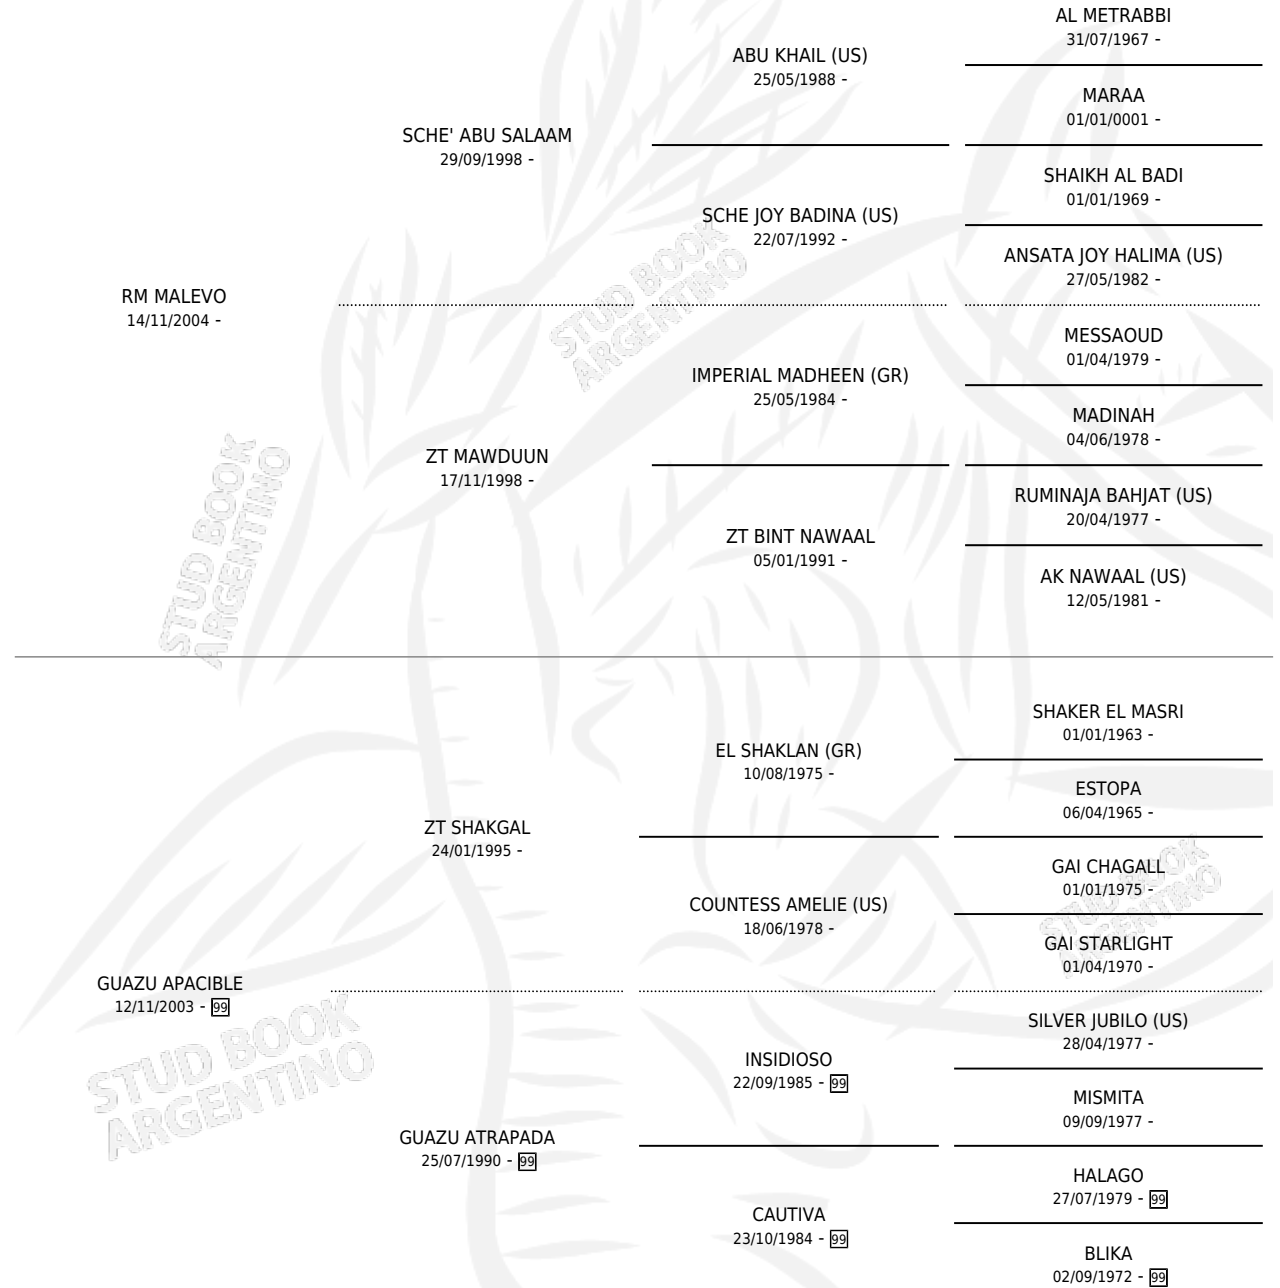 AL METRABBI
31/07/1967 -
ABU KHAIL (US)
25/05/1988 -
MARAA
01/01/0001 -
SCHE' ABU SALAAM
29/09/1998 -
SHAIKH AL BADI
01/01/1969 -
SCHE JOY BADINA (US)
22/07/1992 -
ANSATA JOY HALIMA (US)
27/05/1982 -
RM MALEVO
14/11/2004 -
MESSAOUD
01/04/1979 -
IMPERIAL MADHEEN (GR)
25/05/1984 -
MADINAH
04/06/1978 -
ZT MAWDUUN
17/11/1998 -
RUMINAJA BAHJAT (US)
20/04/1977 -
ZT BINT NAWAAL
05/01/1991 -
AK NAWAAL (US)
12/05/1981 -
STUD BOOK
ARGENTINO
STUD BOOK
ARGENTINO
SHAKER EL MASRI
01/01/1963 -
EL SHAKLAN (GR)
10/08/1975 -
ESTOPA
06/04/1965 -
ZT SHAKGAL
24/01/1995 -
GAI CHAGALL
01/01/1975 -
COUNTESS AMELIE (US)
18/06/1978 -
GAI STARLIGHT
01/04/1970 -
STUD BOOK
ARGENTINO
GUAZU APACIBLE
12/11/2003 - 99
SILVER JUBILO (US)
28/04/1977 -
INSIDIOSO
22/09/1985 - 99
MISMITA
09/09/1977 -
STUD BOOK
ARGENTINO
GUAZU ATRAPADA
25/07/1990 - 99
HALAGO
27/07/1979 - 99
CAUTIVA
23/10/1984 - 99
BLIKA
02/09/1972 - 99